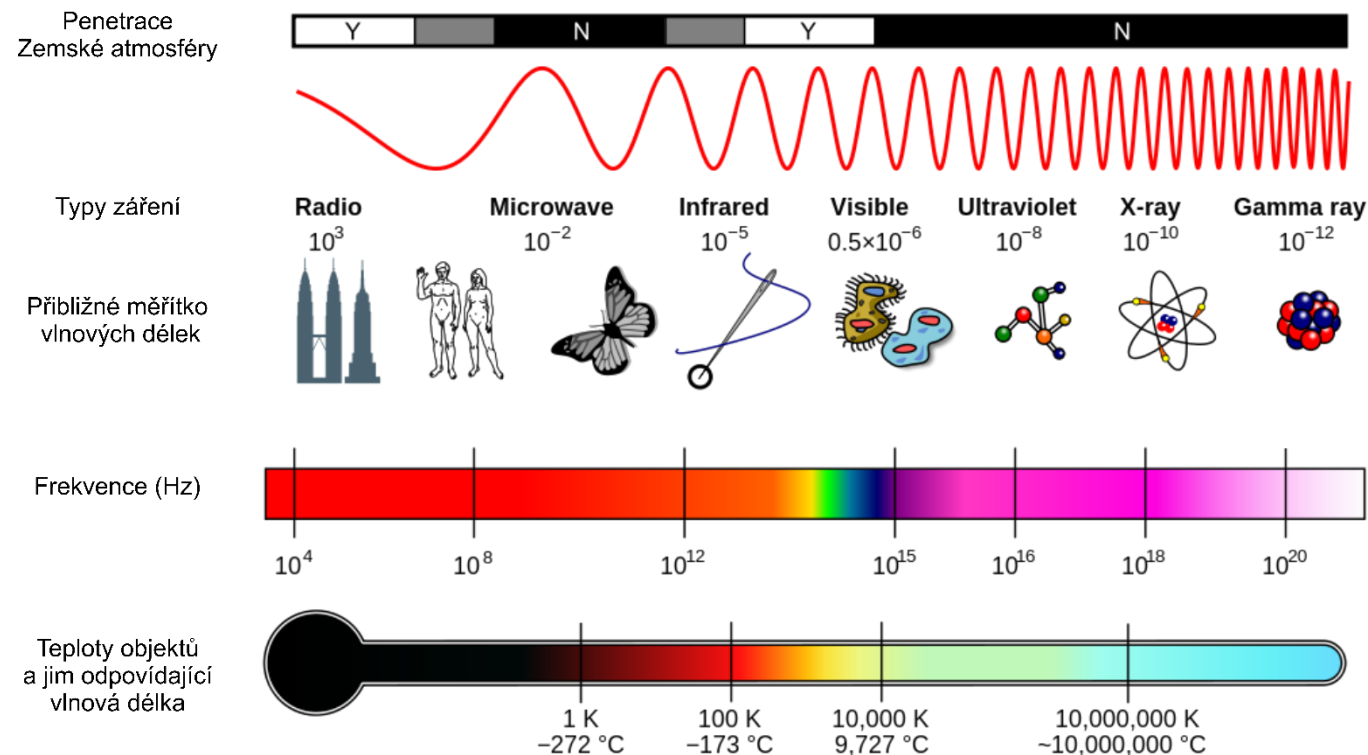 Penetrace
Zemské atmosféry
Y N Y N
Typy záření
Radio Microwave Infrared Visible Ultraviolet X-ray Gamma ray
10³ 10⁻² 10⁻⁵ 0.5×10⁻⁶ 10⁻⁸ 10⁻¹⁰ 10⁻¹²
Přibližné měřítko
vlnových délek
Frekvence (Hz)
10⁴ 10⁸ 10¹² 10¹⁵ 10¹⁶ 10¹⁸ 10²⁰
Teploty objektů
a jim odpovídající
vlnová délka
1 K 100 K 10,000 K 10,000,000 K
−272 °C −173 °C 9,727 °C ~10,000,000 °C